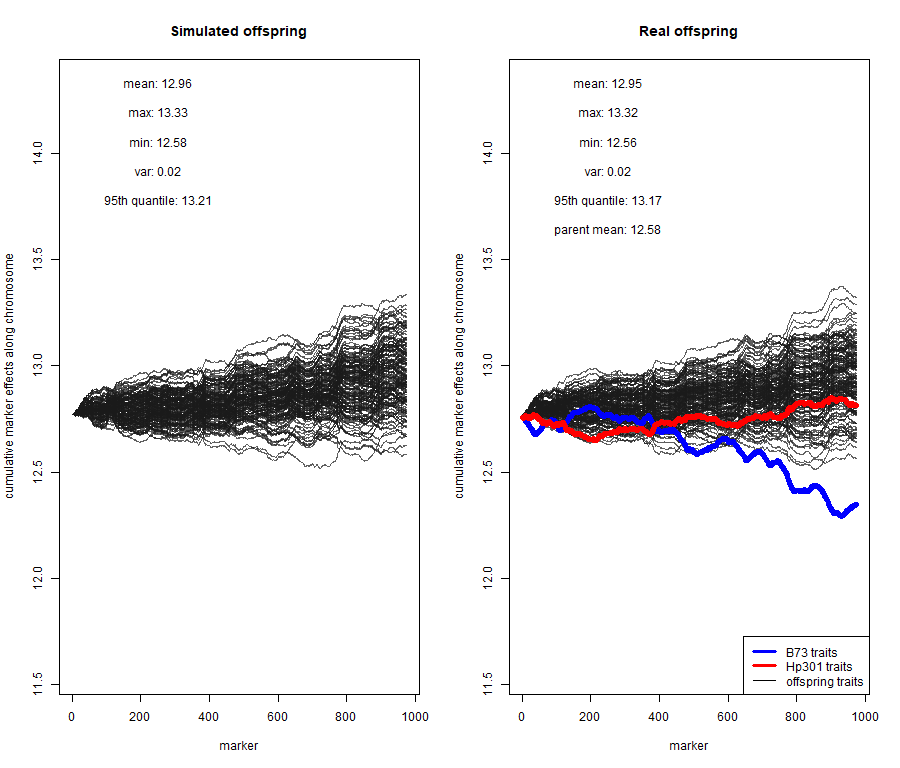 Simulated offspring
mean: 12.96
max: 13.33
min: 12.58
var: 0.02
95th quantile: 13.21
cumulative marker effects along chromosome
14.0
13.5
13.0
12.5
12.0
11.5
0 200 400 600 800 1000
marker
Real offspring
mean: 12.95
max: 13.32
min: 12.56
var: 0.02
95th quantile: 13.17
parent mean: 12.58
cumulative marker effects along chromosome
14.0
13.5
13.0
12.5
12.0
11.5
B73 traits
Hp301 traits
offspring traits
0 200 400 600 800 1000
marker